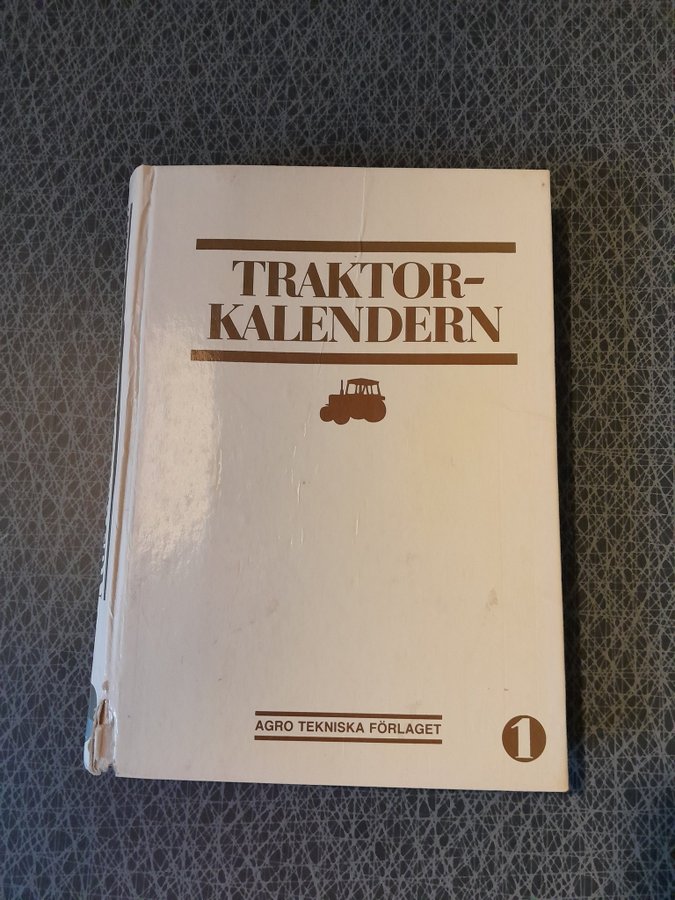 TRAKTOR-
KALENDERN
AGRO TEKNISKA FÖRLAGET
1